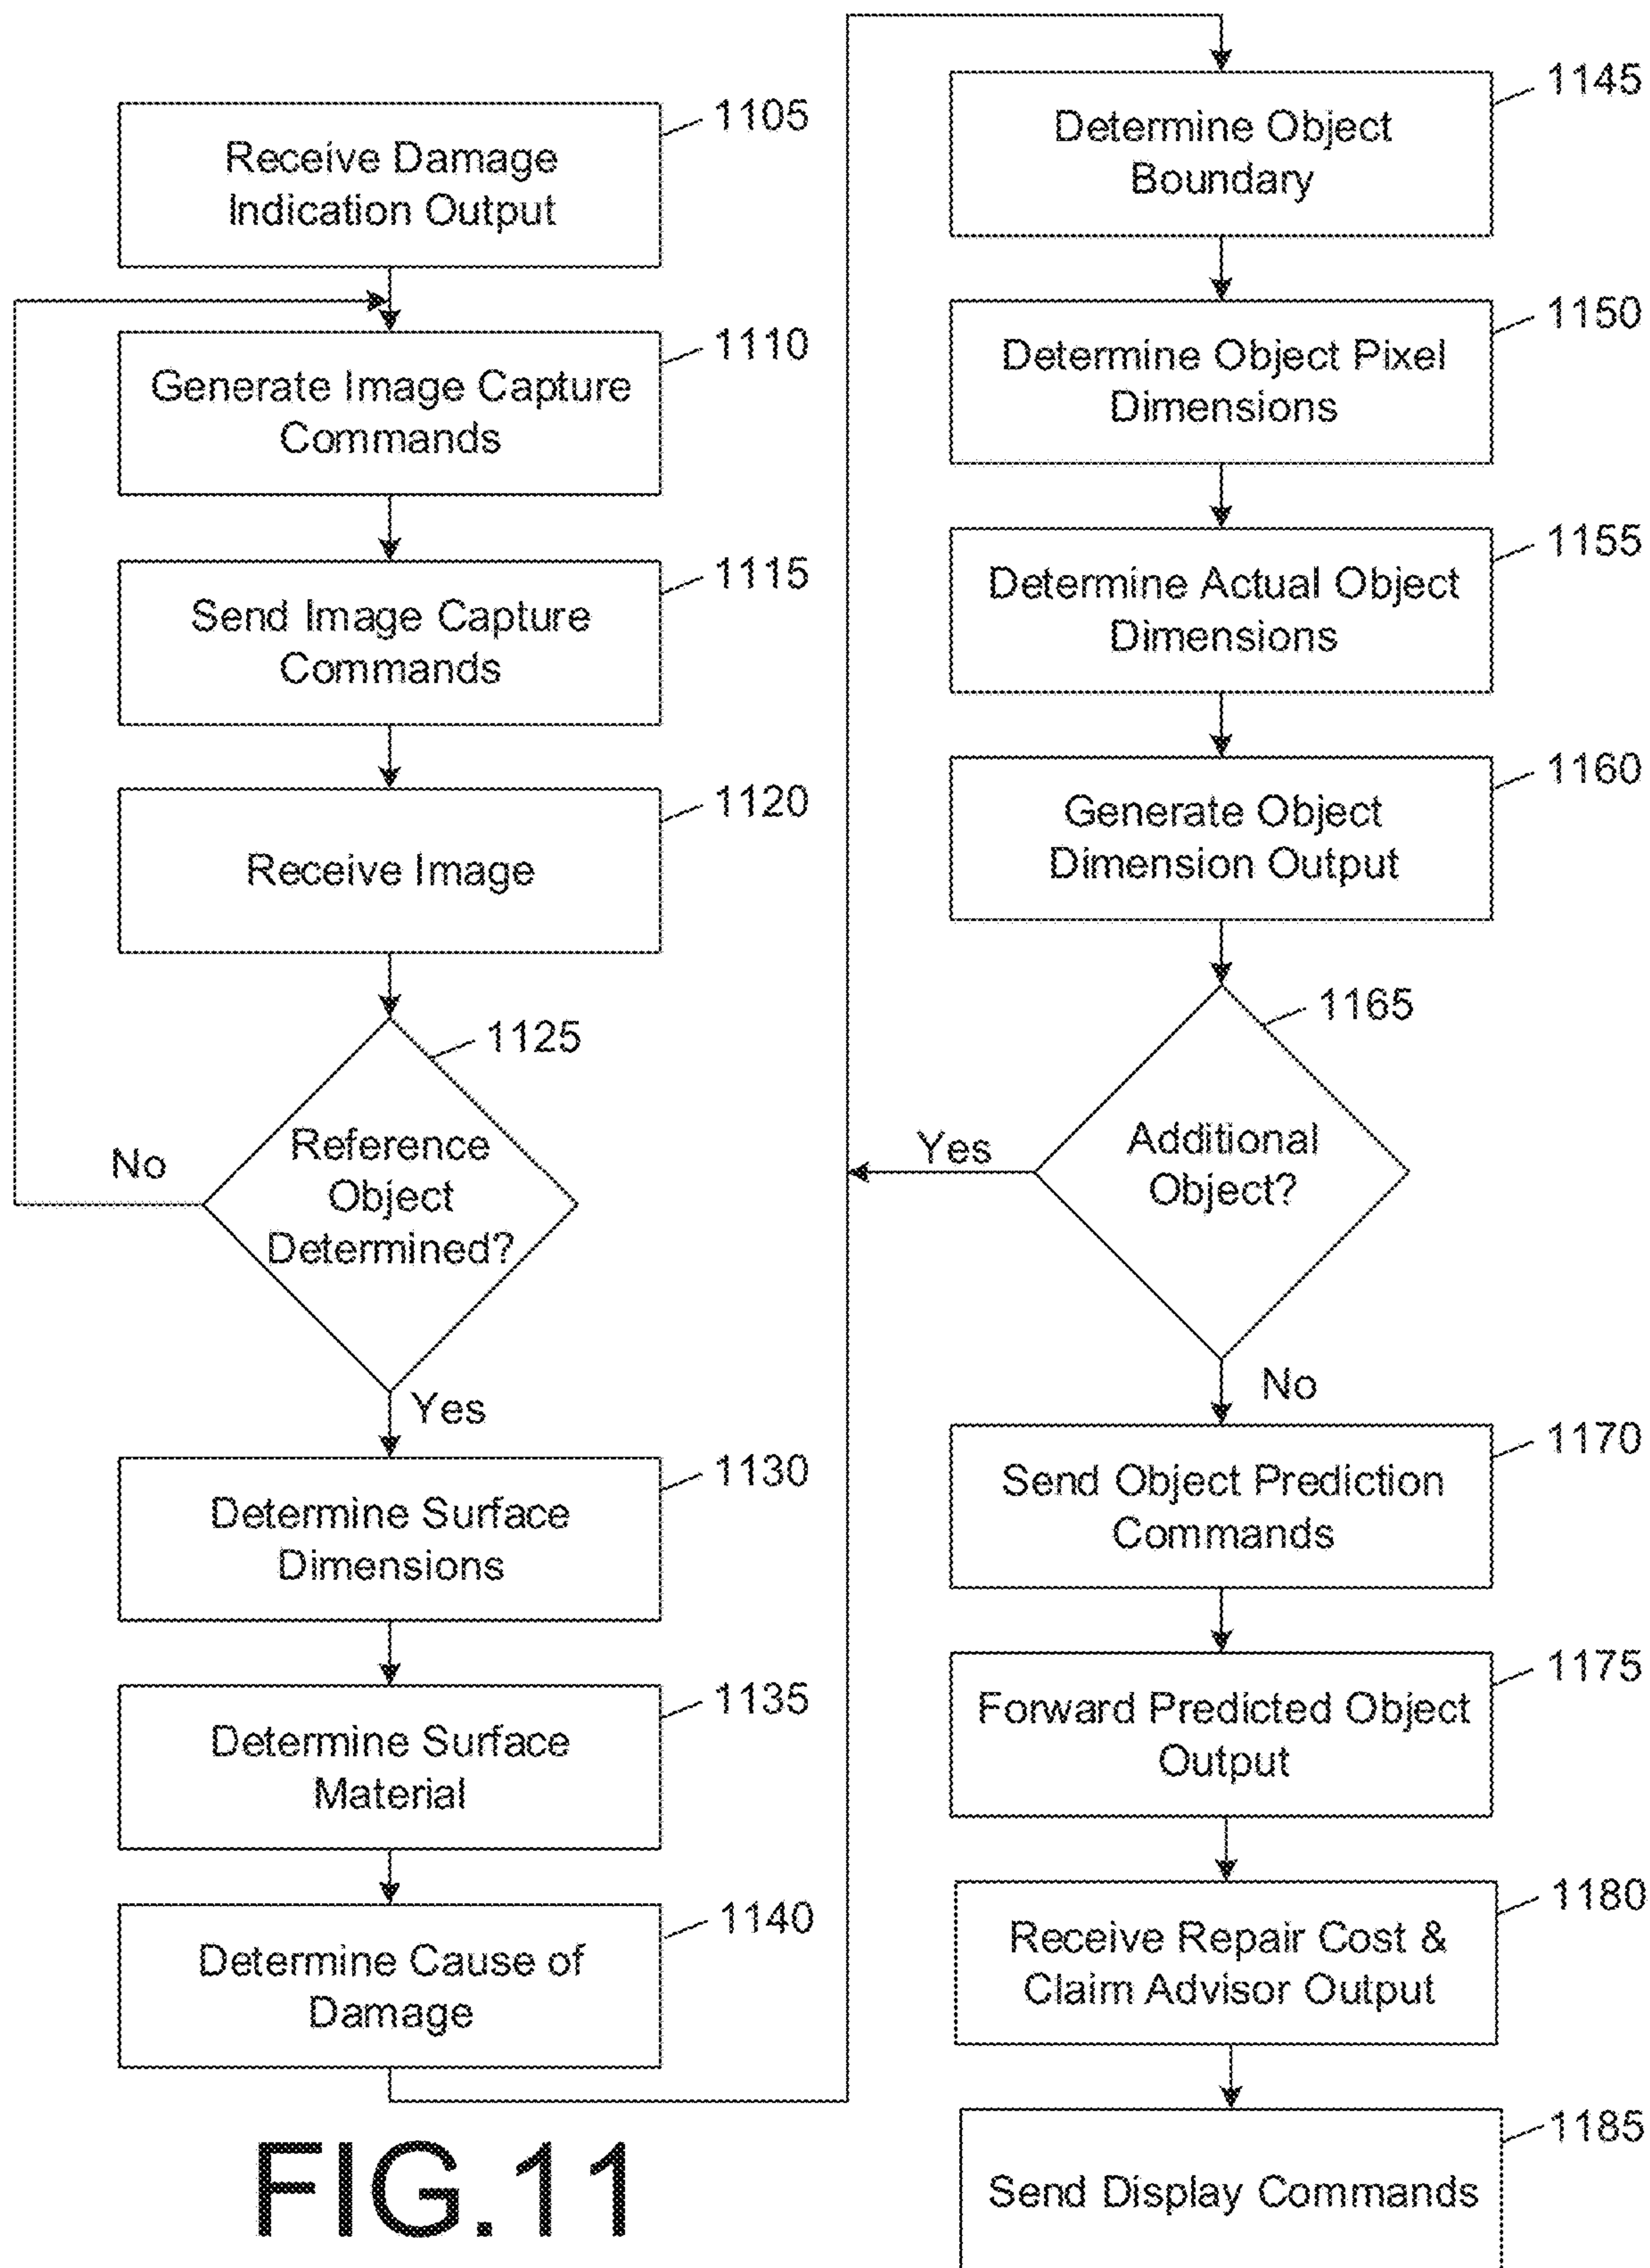 1105
Receive Damage
Indication Output
1110
Generate Image Capture
Commands
1115
Send Image Capture
Commands
1120
Receive Image
1125
Reference
Object
Determined?
No
Yes
1130
Determine Surface
Dimensions
1135
Determine Surface
Material
1140
Determine Cause of
Damage
1145
Determine Object
Boundary
1150
Determine Object Pixel
Dimensions
1155
Determine Actual Object
Dimensions
1160
Generate Object
Dimension Output
1165
Additional
Object?
Yes
No
1170
Send Object Prediction
Commands
1175
Forward Predicted Object
Output
1180
Receive Repair Cost &
Claim Advisor Output
1185
Send Display Commands
FIG.11